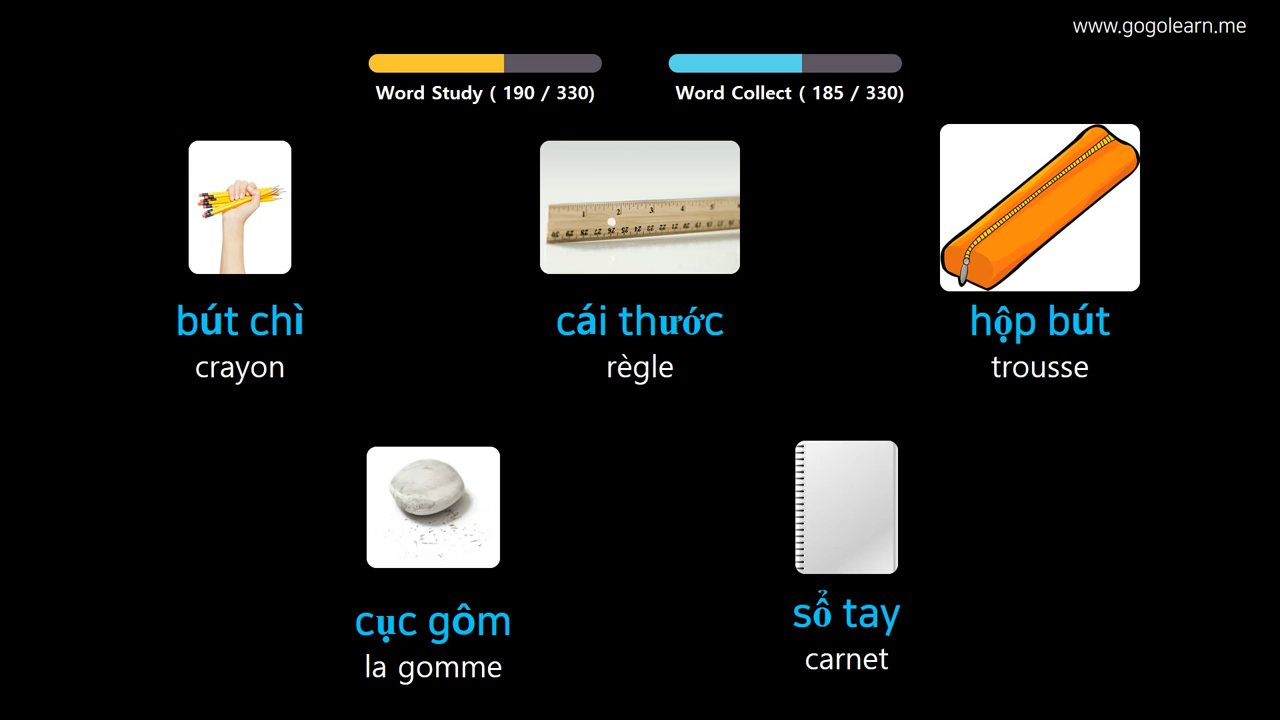 www.gogolearn.me
Word Study ( 190 / 330)
Word Collect ( 185 / 330)
bút chì
crayon
cái thước
règle
hộp bút
trousse
cục gôm
la gomme
sổ tay
carnet